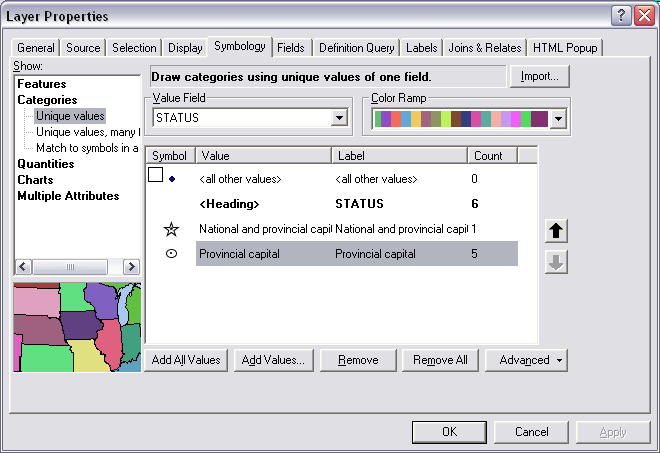 Layer Properties
General Source Selection Display Symbology Fields Definition Query Labels Joins & Relates HTML Popup
Show:
Features
Categories
Unique values
Unique values, many
Match to symbols in a
Quantities
Charts
Multiple Attributes
Draw categories using unique values of one field.
Import...
Value Field
STATUS
Color Ramp
Symbol Value Label Count
<all other values> <all other values> 0
<Heading> STATUS 6
National and provincial capi National and provincial capi 1
Provincial capital Provincial capital 5
Add All Values Add Values... Remove Remove All Advanced
OK Cancel Apply